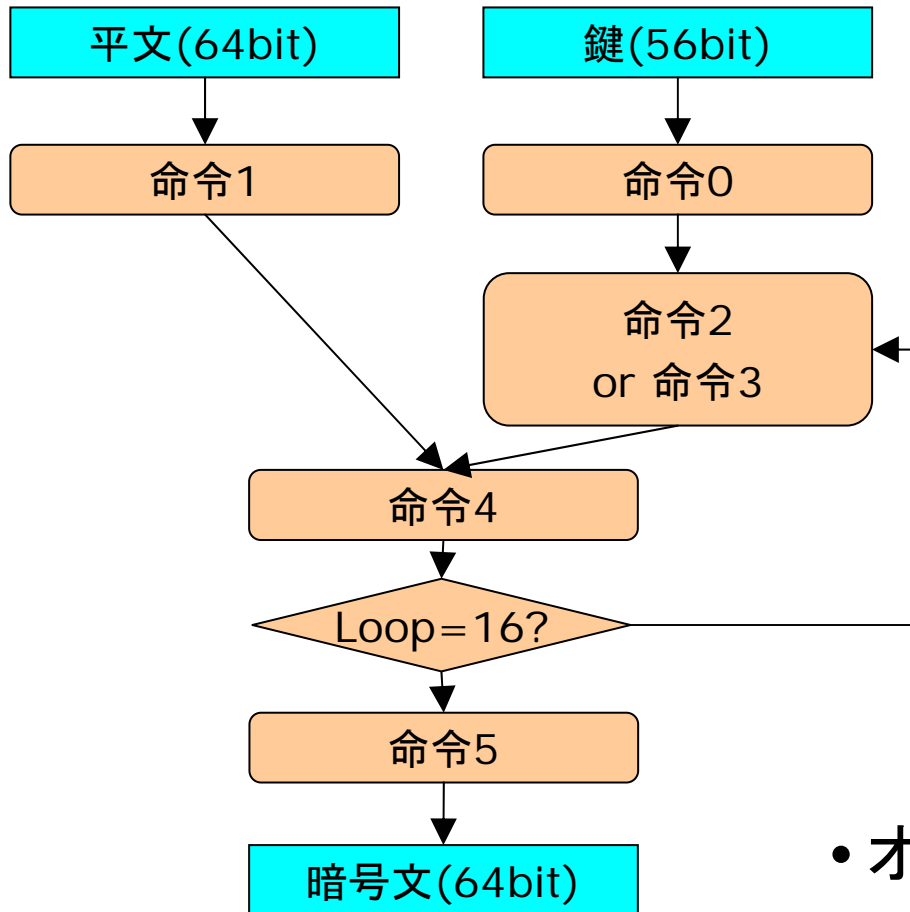 平文(64bit)
鍵(56bit)
命令1
命令0
命令2
or 命令3
命令4
Loop=16?
命令5
暗号文(64bit)